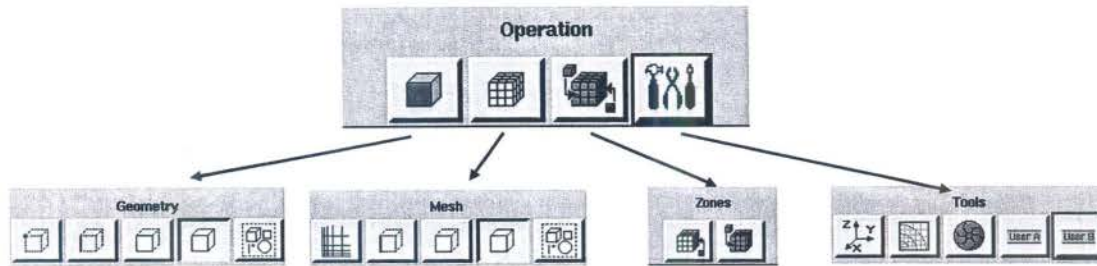 Operation
Geometry
Mesh
Zones
Tools
Z
Y
X
User A
User B